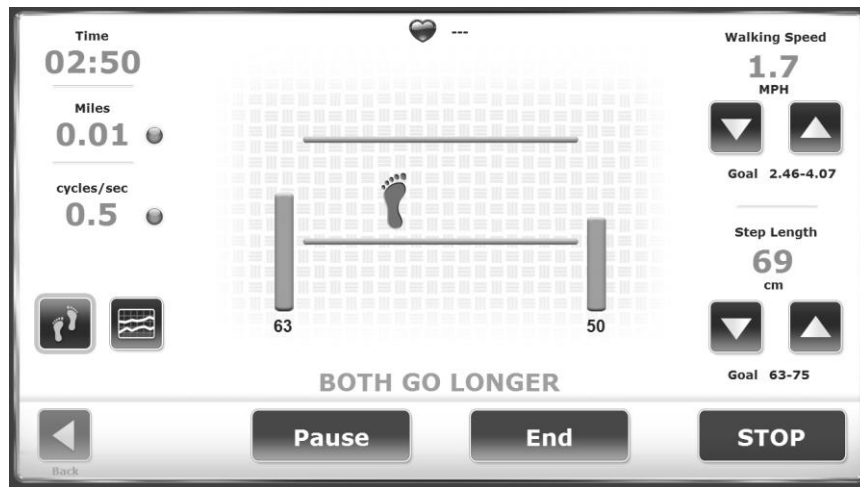 Time
02:50
Miles
0.01
cycles/sec
0.5
---
63
50
BOTH GO LONGER
Walking Speed
1.7
MPH
Goal 2.46-4.07
Step Length
69
cm
Goal 63-75
Back
Pause
End
STOP